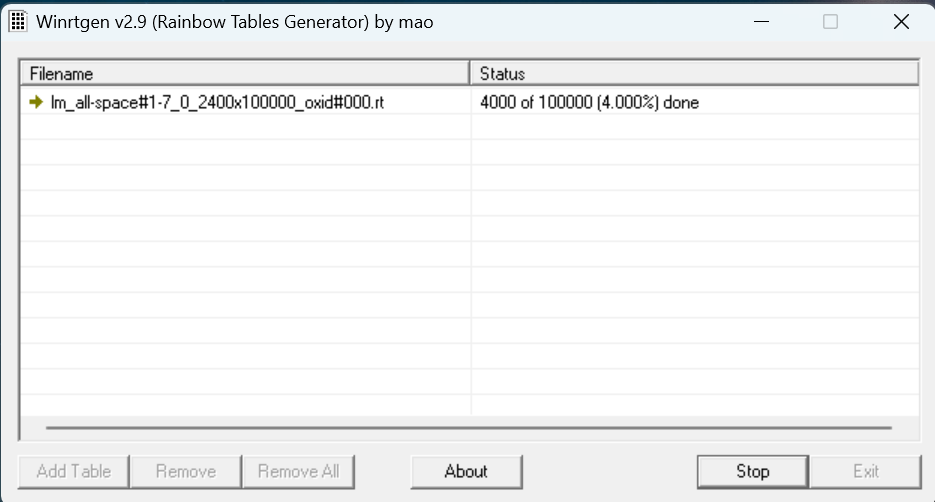 Winrtgen v2.9 (Rainbow Tables Generator) by mao
Filename Status
lm_all-space#1-7_0_2400x100000_oxid#000.rt 4000 of 100000 (4.000%) done
Add Table Remove Remove All About Stop Exit